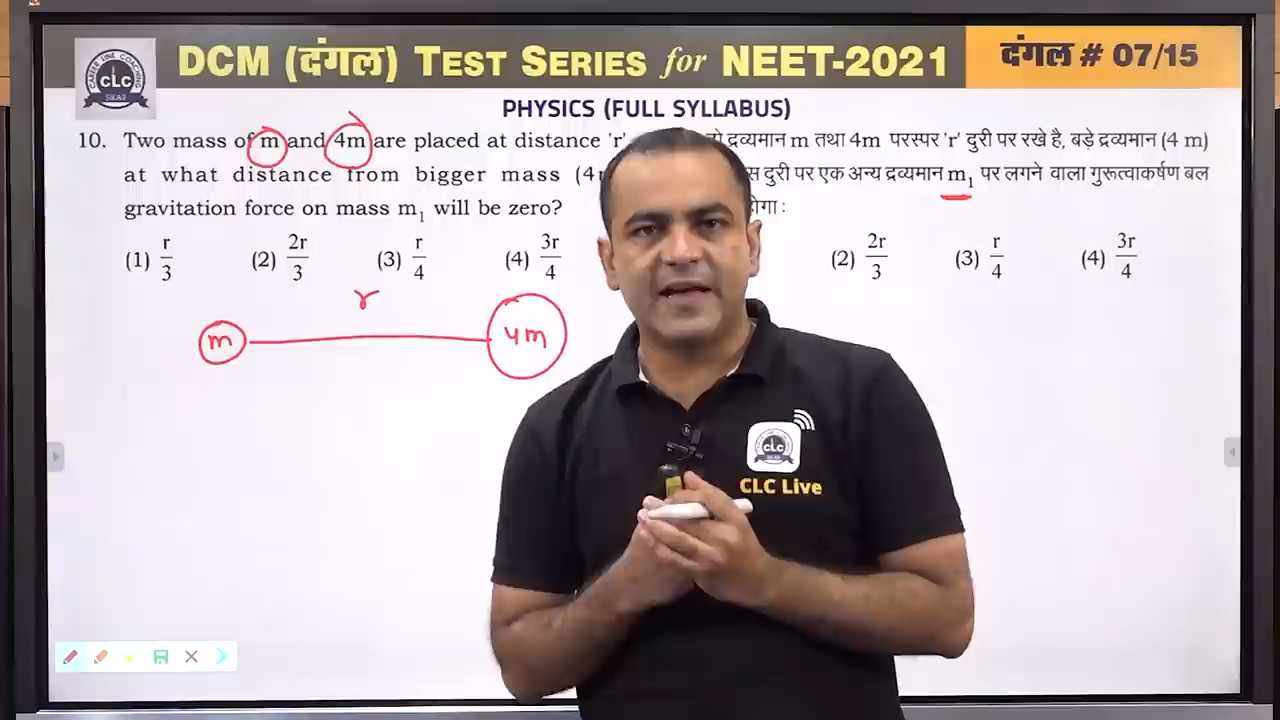 DCM (दंगल) TEST SERIES for NEET-2021
दंगल # 07/15
CLC
SIKAR
PHYSICS (FULL SYLLABUS)
10. Two mass of m and 4m are placed at distance 'r'
at what distance from bigger mass (4
gravitation force on mass m₁ will be zero?
(1) r/3 (2) 2r/3 (3) r/4 (4) 3r/4
द्रव्यमान m तथा 4m परस्पर 'r' दुरी पर रखे है, बड़े द्रव्यमान (4 m)
दुरी पर एक अन्य द्रव्यमान m₁ पर लगने वाला गुरूत्वाकर्षण बल
होगा :
(2) 2r/3 (3) r/4 (4) 3r/4
r
m
4m
CLC
CLC Live